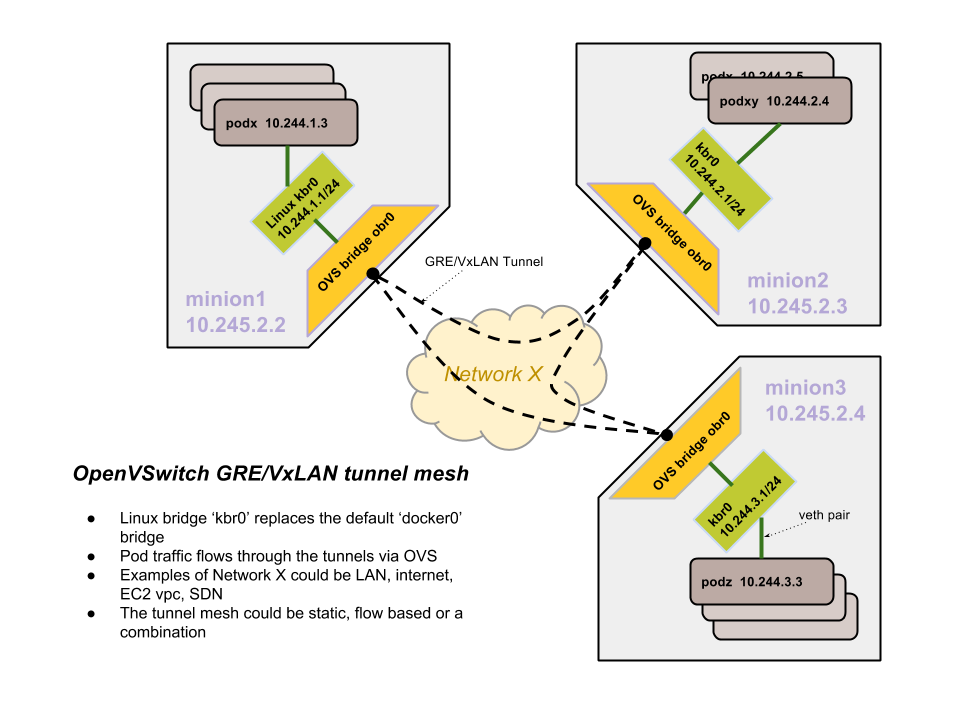 podx 10.244.1.3
Linux kbr0
10.244.1.1/24
OVS bridge obr0
minion1
10.245.2.2
GRE/VxLAN Tunnel
podx 10.244.2.5
podxy 10.244.2.4
kbr0
10.244.2.1/24
OVS bridge obr0
minion2
10.245.2.3
Network X
minion3
10.245.2.4
OVS bridge obr0
kbr0
10.244.3.1/24
veth pair
podz 10.244.3.3
OpenVSwitch GRE/VxLAN tunnel mesh
● Linux bridge ‘kbr0’ replaces the default ‘docker0’
bridge
● Pod traffic flows through the tunnels via OVS
● Examples of Network X could be LAN, internet,
EC2 vpc, SDN
● The tunnel mesh could be static, flow based or a
combination